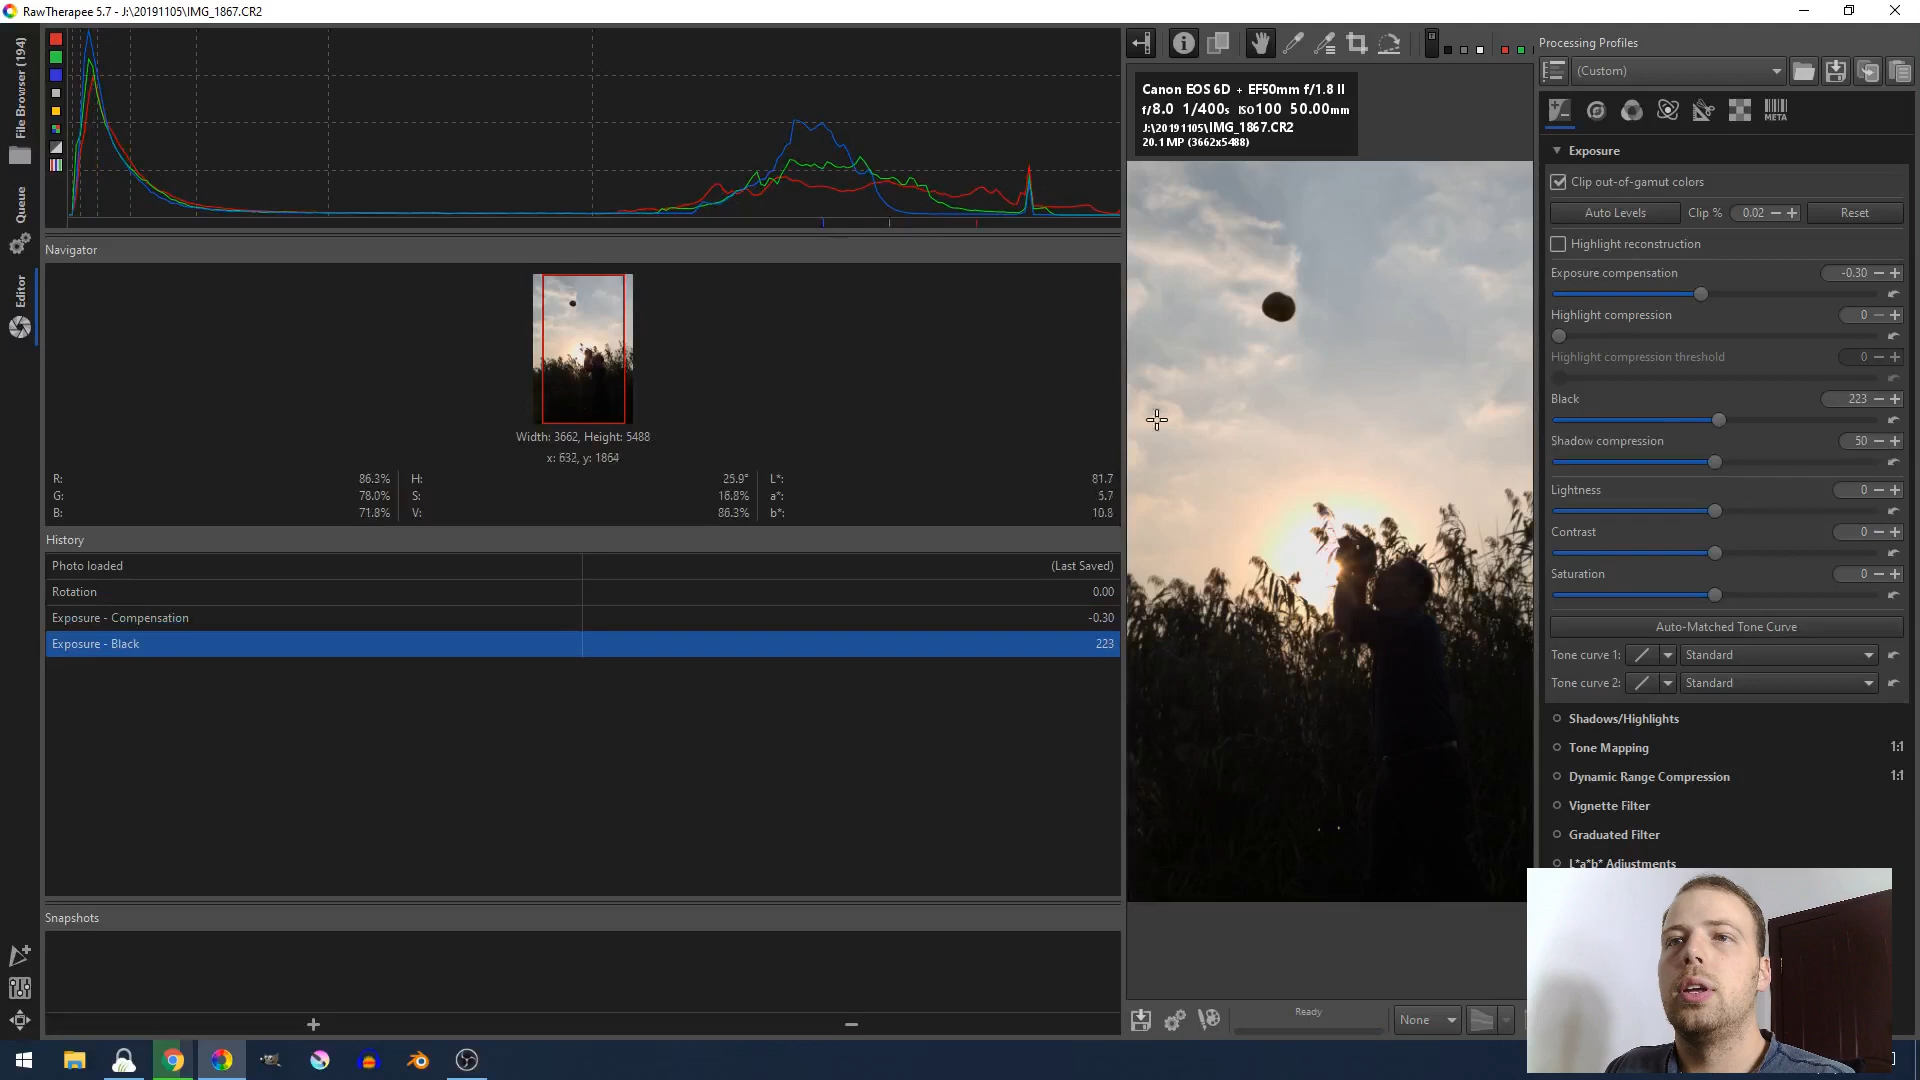 RawTherapee 5.7 - J:\20191105\IMG_1867.CR2
File Browser (194)
Queue
Editor
Navigator
Width: 3662, Height: 5488
x: 632, y: 1864
R: 86.3% H: 25.9° L*: 81.7
G: 78.0% S: 16.8% a*: 5.7
B: 71.8% V: 86.3% b*: 10.8
History
Photo loaded (Last Saved)
Rotation 0.00
Exposure - Compensation -0.30
Exposure - Black 223
Snapshots
Canon EOS 6D + EF50mm f/1.8 II
f/8.0 1/400s ISO100 50.00mm
J:\20191105\IMG_1867.CR2
20.1 MP (3662x5488)
Ready
None
Processing Profiles
(Custom)
META
Exposure
Clip out-of-gamut colors
Auto Levels Clip % 0.02 Reset
Highlight reconstruction
Exposure compensation -0.30
Highlight compression 0
Highlight compression threshold 0
Black 223
Shadow compression 50
Lightness 0
Contrast 0
Saturation 0
Auto-Matched Tone Curve
Tone curve 1: Standard
Tone curve 2: Standard
Shadows/Highlights
Tone Mapping 1:1
Dynamic Range Compression 1:1
Vignette Filter
Graduated Filter
L*a*b* Adjustments